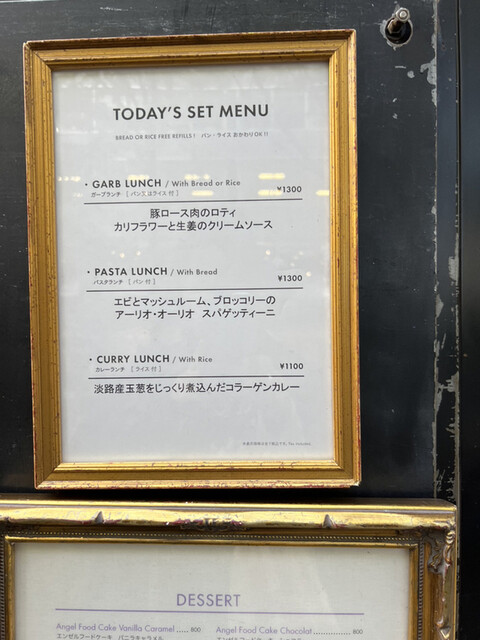 TODAY'S SET MENU
BREAD OR RICE FREE REFILLS ! パン・ライス おかわりOK !!
・GARB LUNCH / With Bread or Rice ¥1300
ガーブランチ [ パン又はライス 付 ]
豚ロース肉のロティ
カリフラワーと生姜のクリームソース
・PASTA LUNCH / With Bread ¥1300
パスタランチ [ パン 付 ]
エビとマッシュルーム、ブロッコリーの
アーリオ・オーリオ スパゲッティーニ
・CURRY LUNCH / With Rice ¥1100
カレーランチ [ ライス 付 ]
淡路産玉葱をじっくり煮込んだコラーゲンカレー
DESSERT
Angel Food Cake Vanilla Caramel ..... 800
エンゼルフードケーキ バニラキャラメル
Angel Food Cake Chocolat .............. 800